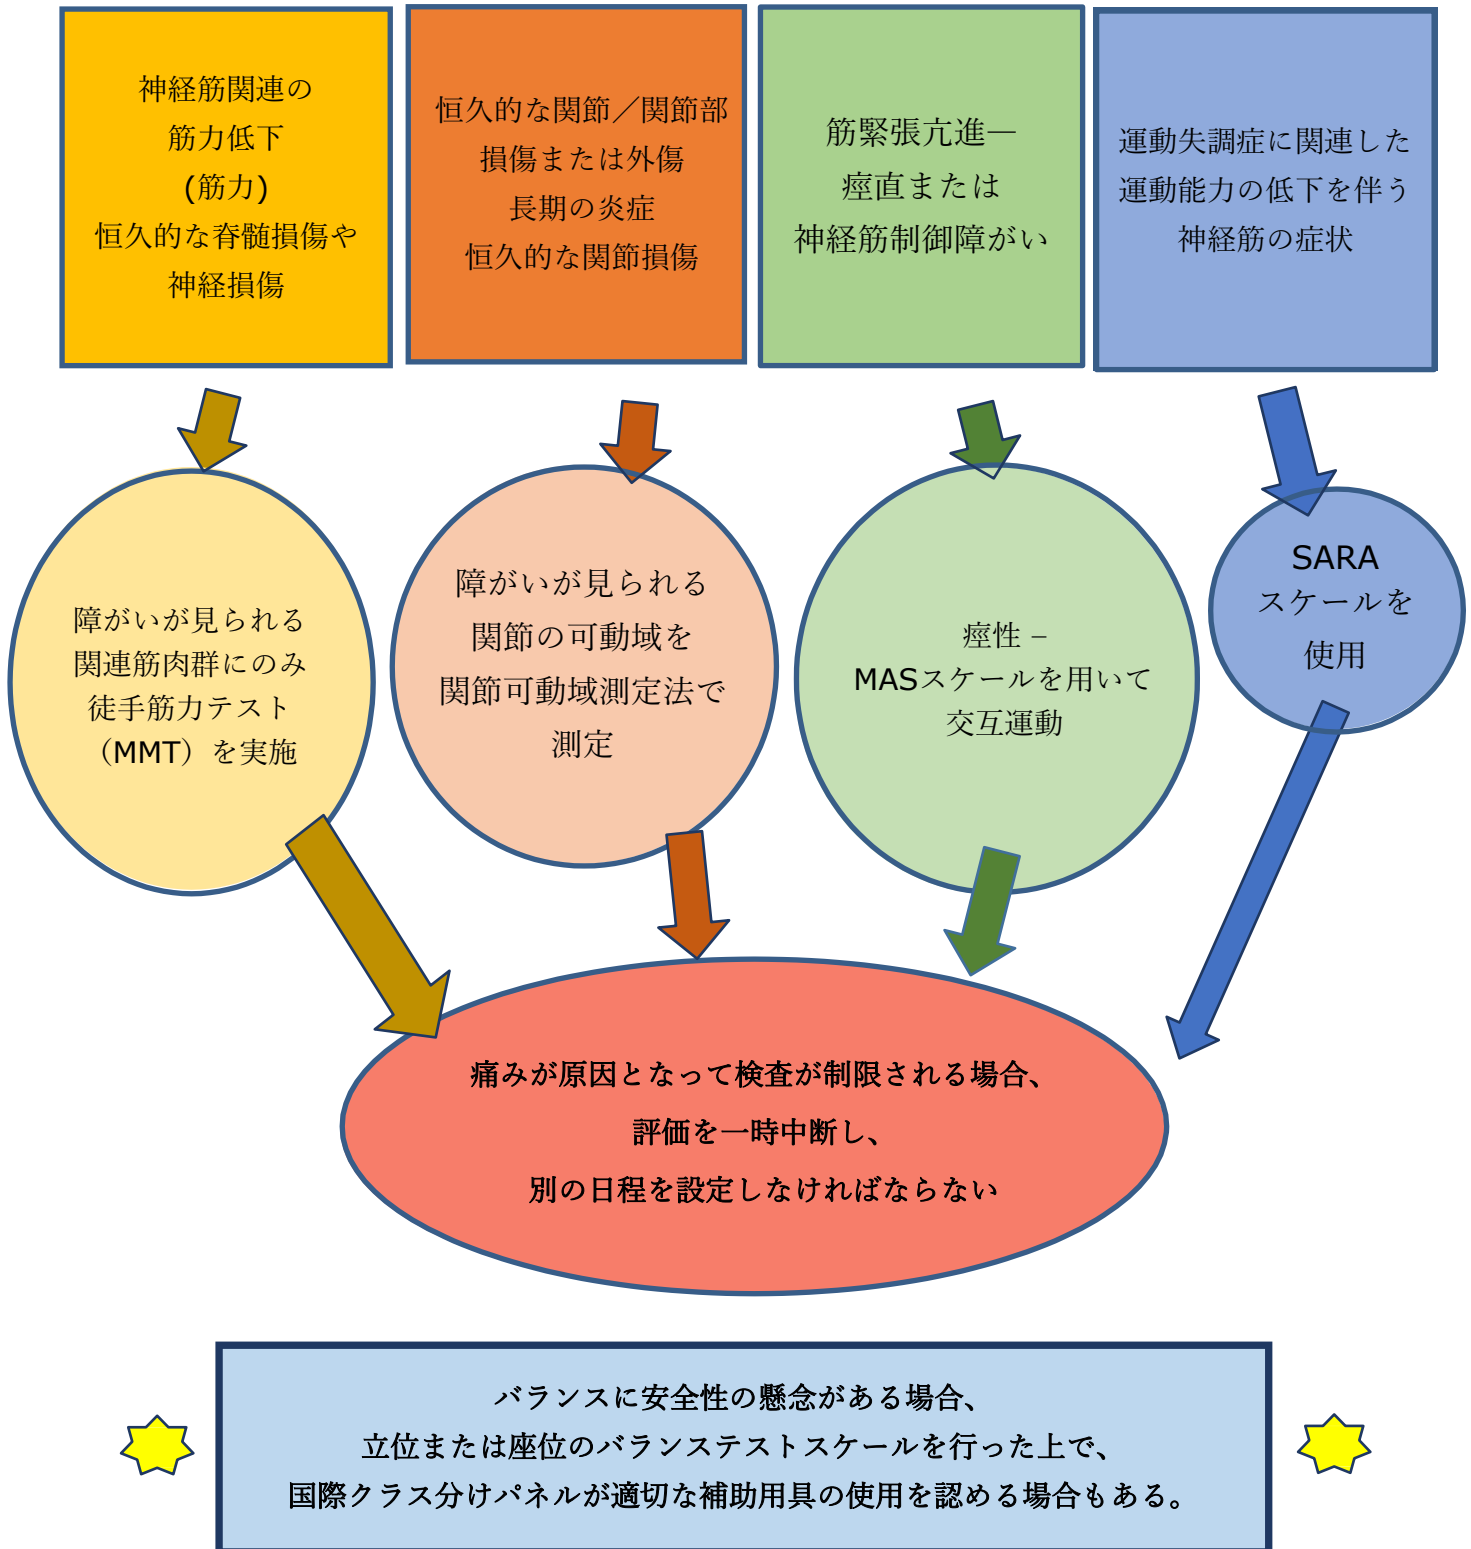 神経筋関連の
筋力低下
(筋力)
恒久的な脊髄損傷や
神経損傷
恒久的な関節／関節部
損傷または外傷
長期の炎症
恒久的な関節損傷
筋緊張亢進—
痙直または
神経筋制御障がい
運動失調症に関連した
運動能力の低下を伴う
神経筋の症状
障がいが見られる
関連筋肉群にのみ
徒手筋力テスト
（MMT）を実施
障がいが見られる
関節の可動域を
関節可動域測定法で
測定
痙性 –
MASスケールを用いて
交互運動
SARA
スケールを
使用
痛みが原因となって検査が制限される場合、
評価を一時中断し、
別の日程を設定しなければならない
バランスに安全性の懸念がある場合、
立位または座位のバランステストスケールを行った上で、
国際クラス分けパネルが適切な補助用具の使用を認める場合もある。